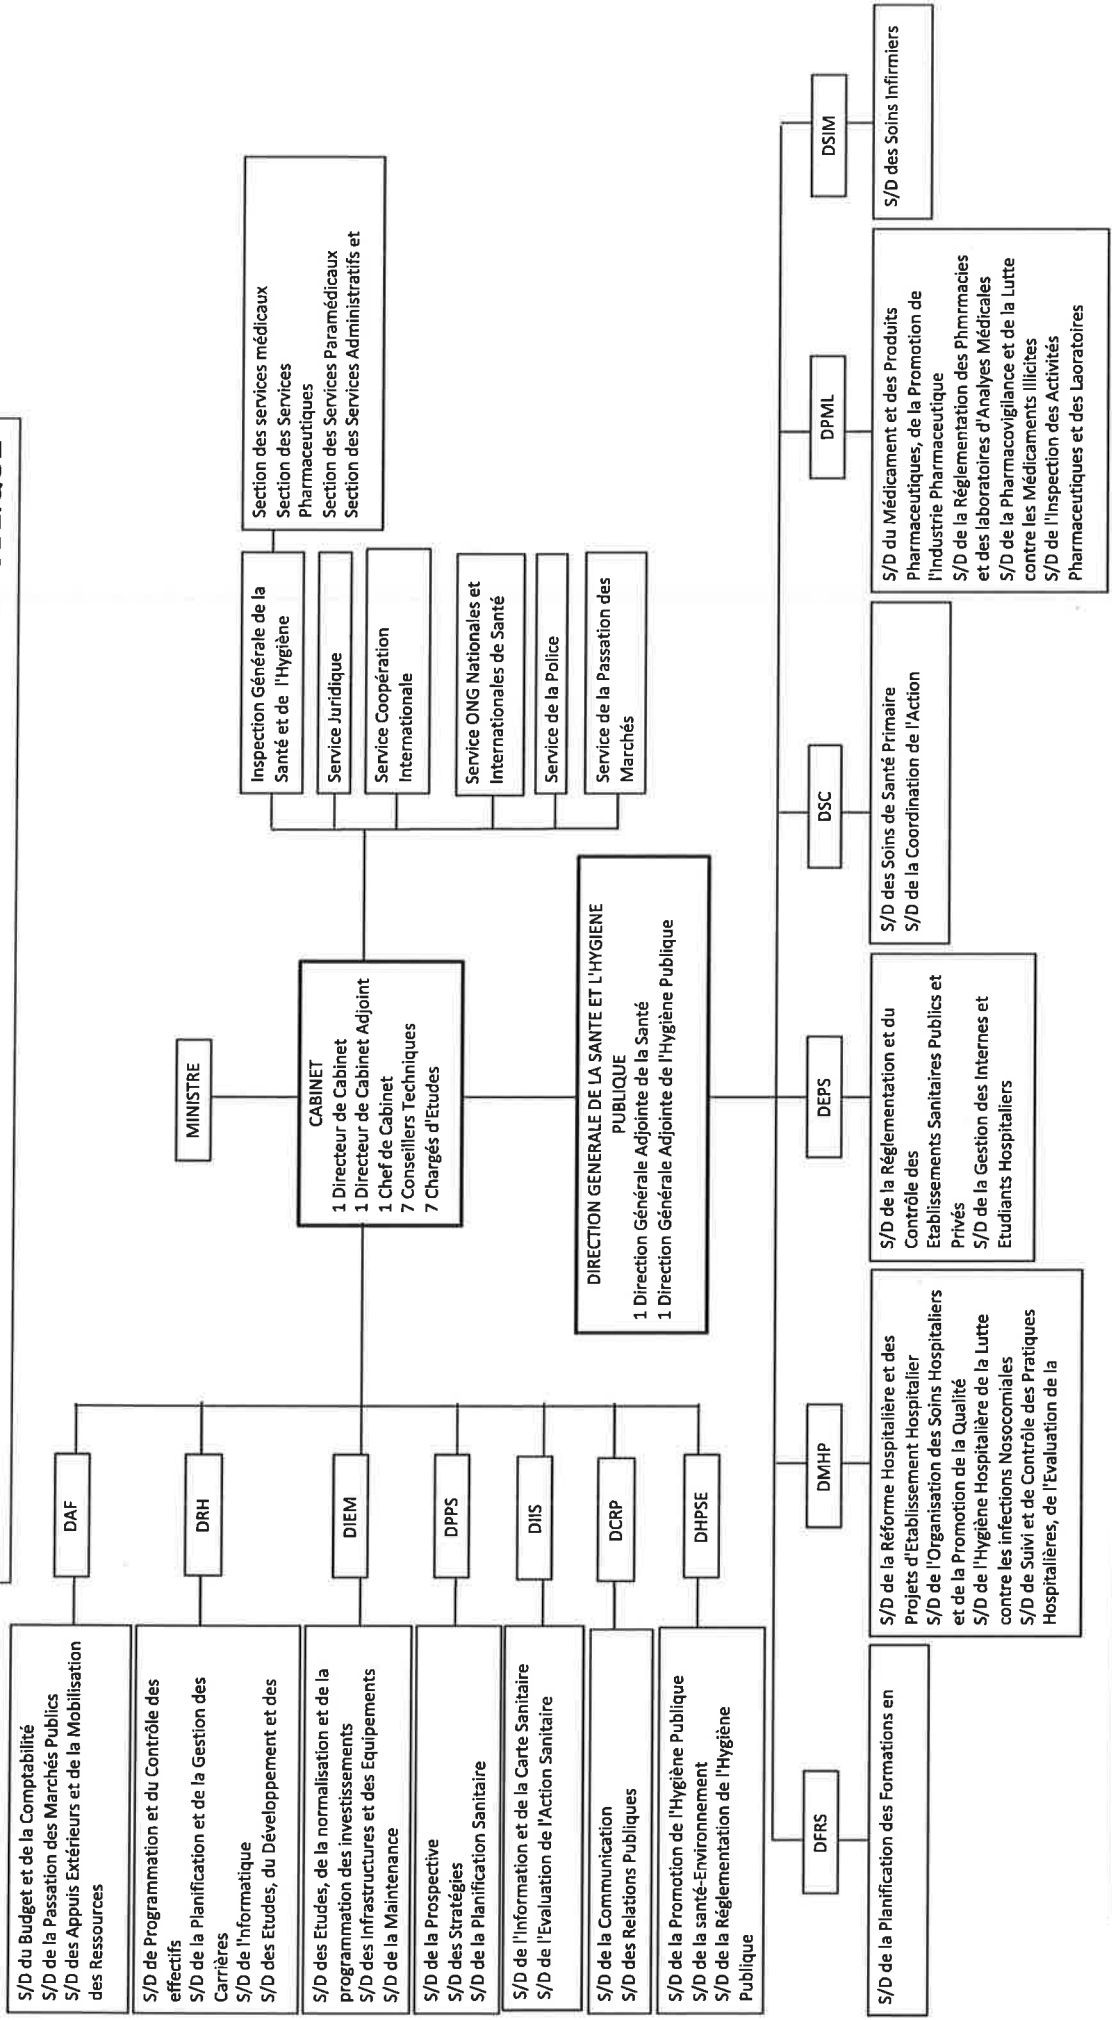 MINISTRE
CABINET
1 Directeur de Cabinet
1 Directeur de Cabinet Adjoint
1 Chef de Cabinet
7 Conseillers Techniques
7 Chargés d'Etudes
Inspection Générale de la
Santé et de l'Hygiène
Section des services médicaux
Section des Services
Pharmaceutiques
Section des Services Paramédicaux
Section des Services Administratifs et
Service Juridique
Service Coopération
Internationale
Service ONG Nationales et
Internationales de Santé
Service de la Police
Service de la Passation des
Marchés
DAF
S/D du Budget et de la Comptabilité
S/D de la Passation des Marchés Publics
S/D des Appuis Extérieurs et de la Mobilisation
des Ressources
DRH
S/D de Programmation et du Contrôle des
effectifs
S/D de la Planification et de la Gestion des
Carrières
S/D de l'Informatique
S/D des Etudes, du Développement et des
DIEM
S/D des Etudes, de la normalisation et de la
programmation des investissements
S/D des Infrastructures et des Equipements
S/D de la Maintenance
DPPS
S/D de la Prospective
S/D des Stratégies
S/D de la Planification Sanitaire
DIIS
S/D de l'Information et de la Carte Sanitaire
S/D de l'Evaluation de l'Action Sanitaire
DCRP
S/D de la Communication
S/D des Relations Publiques
DHPSE
S/D de la Promotion de l'Hygiène Publique
S/D de la santé-Environnement
S/D de la Réglementation de l'Hygiène
Publique
DIRECTION GENERALE DE LA SANTE ET L'HYGIENE
PUBLIQUE
1 Direction Générale Adjointe de la Santé
1 Direction Générale Adjointe de l'Hygiène Publique
DFRS
S/D de la Planification des Formations en
DMHP
S/D de la Réforme Hospitalière et des
Projets d'Etablissement Hospitalier
S/D de l'Organisation des Soins Hospitaliers
et de la Promotion de la Qualité
S/D de l'Hygiène Hospitalière de la Lutte
contre les infections Nosocomiales
S/D de Suivi et de Contrôle des Pratiques
Hospitalières, de l'Evaluation de la
DEPS
S/D de la Réglementation et du
Contrôle des
Etablissements Sanitaires Publics et
Privés
S/D de la Gestion des Internes et
Etudiants Hospitaliers
DSC
S/D des Soins de Santé Primaire
S/D de la Coordination de l'Action
DPML
S/D du Médicament et des Produits
Pharmaceutiques, de la Promotion de
l'Industrie Pharmaceutique
S/D de la Réglementation des Phmrmacies
et des laboratoires d'Analyes Médicales
S/D de la Pharmacovigilance et de la Lutte
contre les Médicaments Illicites
S/D de l'Inspection des Activités
Pharmaceutiques et des Laoratoires
DSIM
S/D des Soins Infirmiers